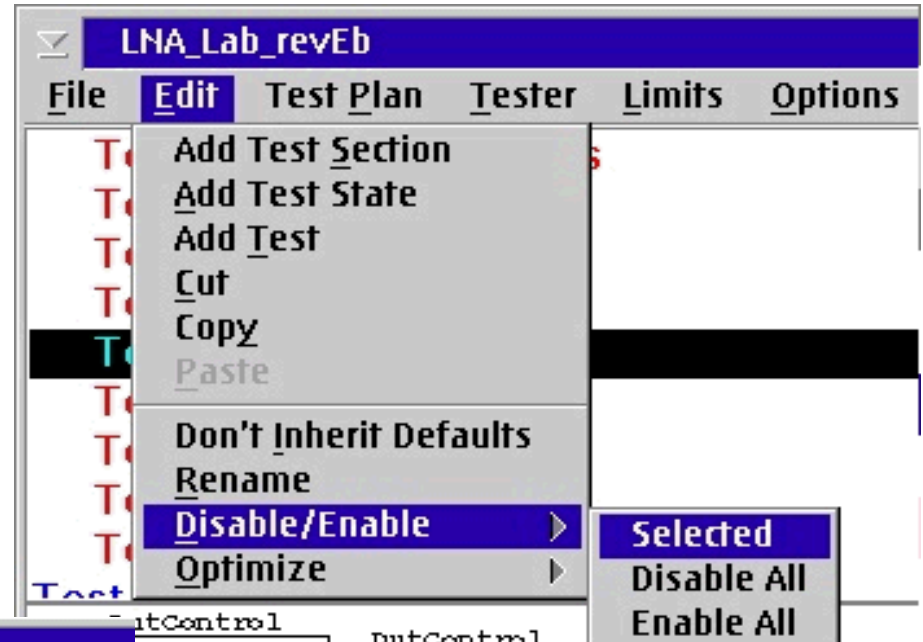 LNA_Lab_revEb
File Edit Test Plan Tester Limits Options
Add Test Section
Add Test State
Add Test
Cut
Copy
Paste
Don't Inherit Defaults
Rename
Disable/Enable
Optimize
Selected
Disable All
Enable All